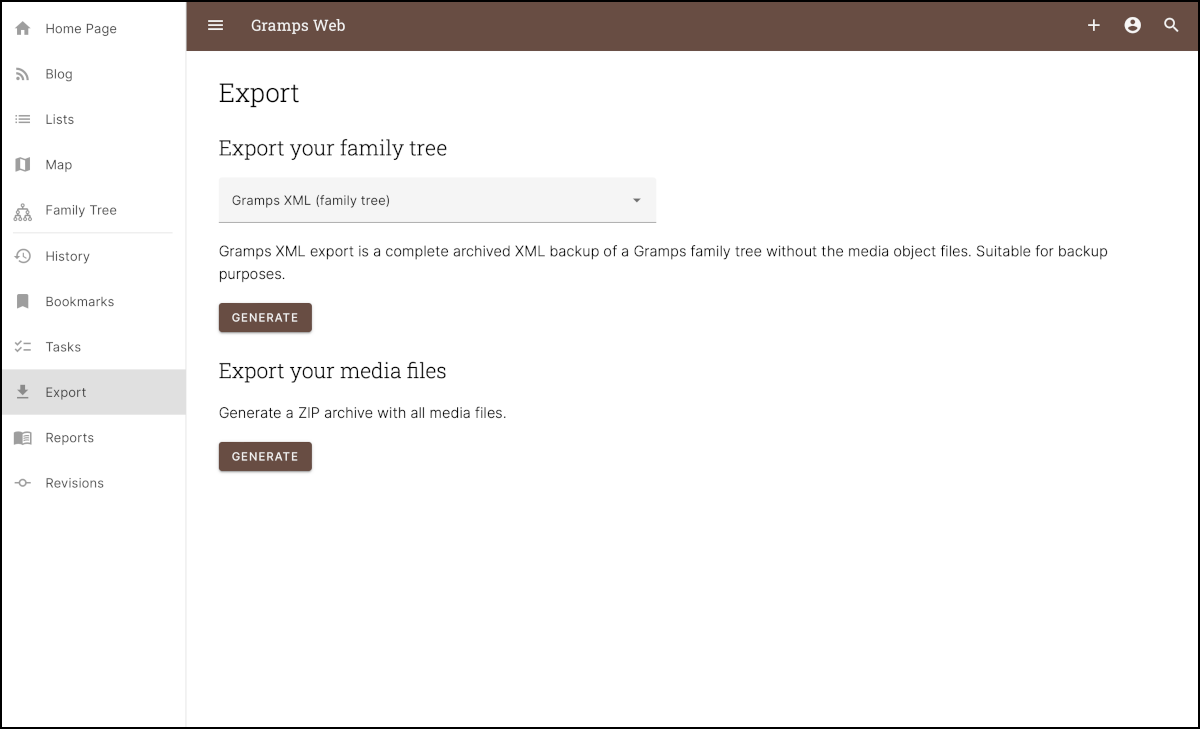 Home Page
Blog
Lists
Map
Family Tree
History
Bookmarks
Tasks
Export
Reports
Revisions
Gramps Web
Export
Export your family tree
Gramps XML (family tree)
Gramps XML export is a complete archived XML backup of a Gramps family tree without the media object files. Suitable for backup
purposes.
GENERATE
Export your media files
Generate a ZIP archive with all media files.
GENERATE